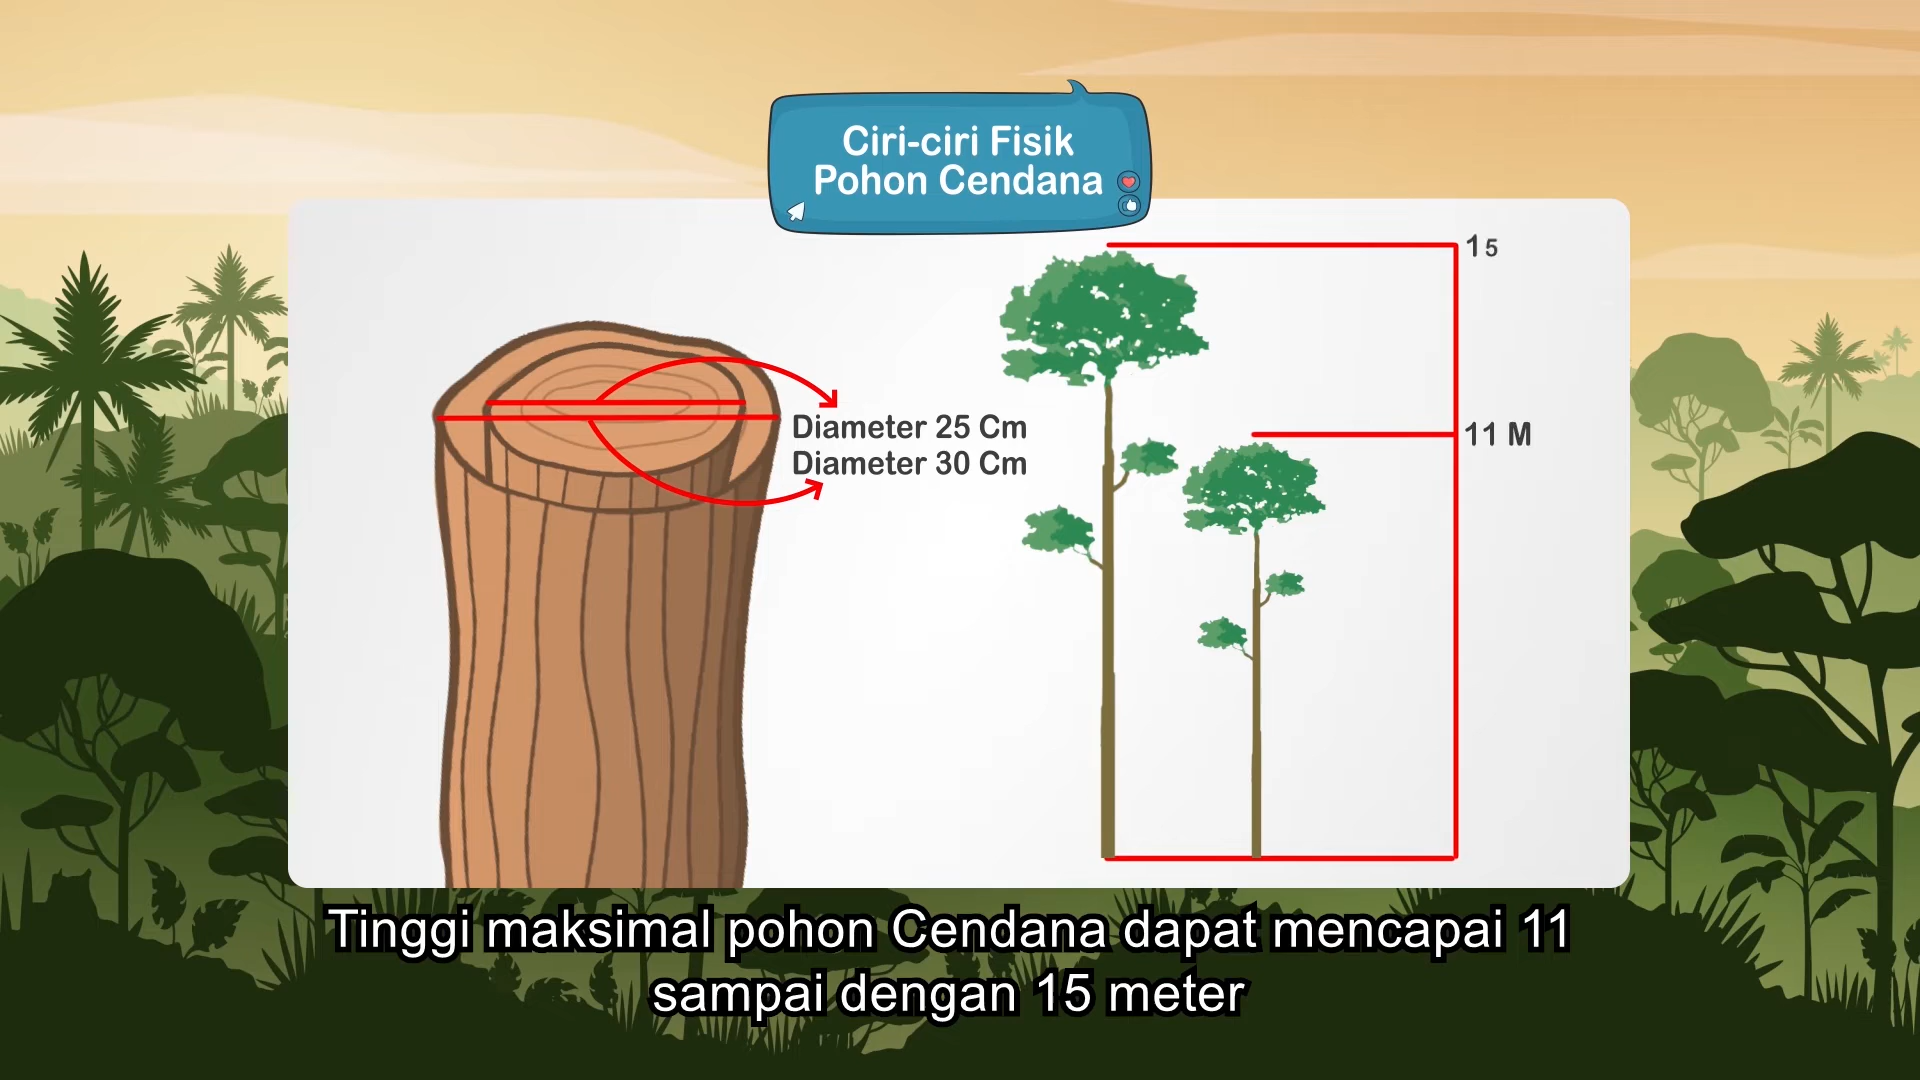 Ciri-ciri Fisik
Pohon Cendana
15
11 M
Diameter 25 Cm
Diameter 30 Cm
Tinggi maksimal pohon Cendana dapat mencapai 11
sampai dengan 15 meter